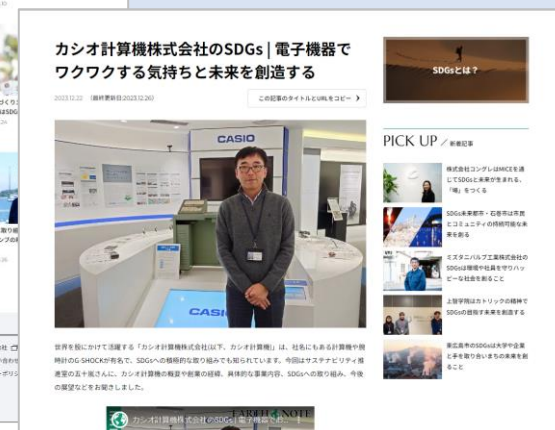 カシオ計算機株式会社のSDGs | 電子機器で
ワクワクする気持ちと未来を創造する
2023.12.22 (最終更新日:2023.12.26)
この記事のタイトルとURLをコピー
CASIO
世界を股にかけて活躍する「カシオ計算機株式会社(以下、カシオ計算機)」は、社名にもある計算機や腕
時計のG-SHOCKが有名で、SDGsへの積極的な取り組みでも知られています。今回はサステナビリティ推
進室の五十嵐さんに、カシオ計算機の概要や創業の経緯、具体的な事業内容、SDGsへの取り組み、今後
の展望などをお聞きしました。
カシオ計算機株式会社のSDGs | 電子機器で
EARTH NOTE
SDGsとは？
PICK UP / 新着記事
株式会社コングレはMICEを通
じてSDGsと未来が生まれる、
「場」をつくる
SDGs未来都市・石巻市は市民
とコミュニティの持続可能な未
来を創る
ミズタニバルブ工業株式会社の
SDGsは環境や社員を守りハッ
ピーな社会を創ること
上智学院はカトリックの精神で
SDGsの目指す未来を創造する
東広島市のSDGsは大学や企業
と手を取り合いまちの未来を創
ること